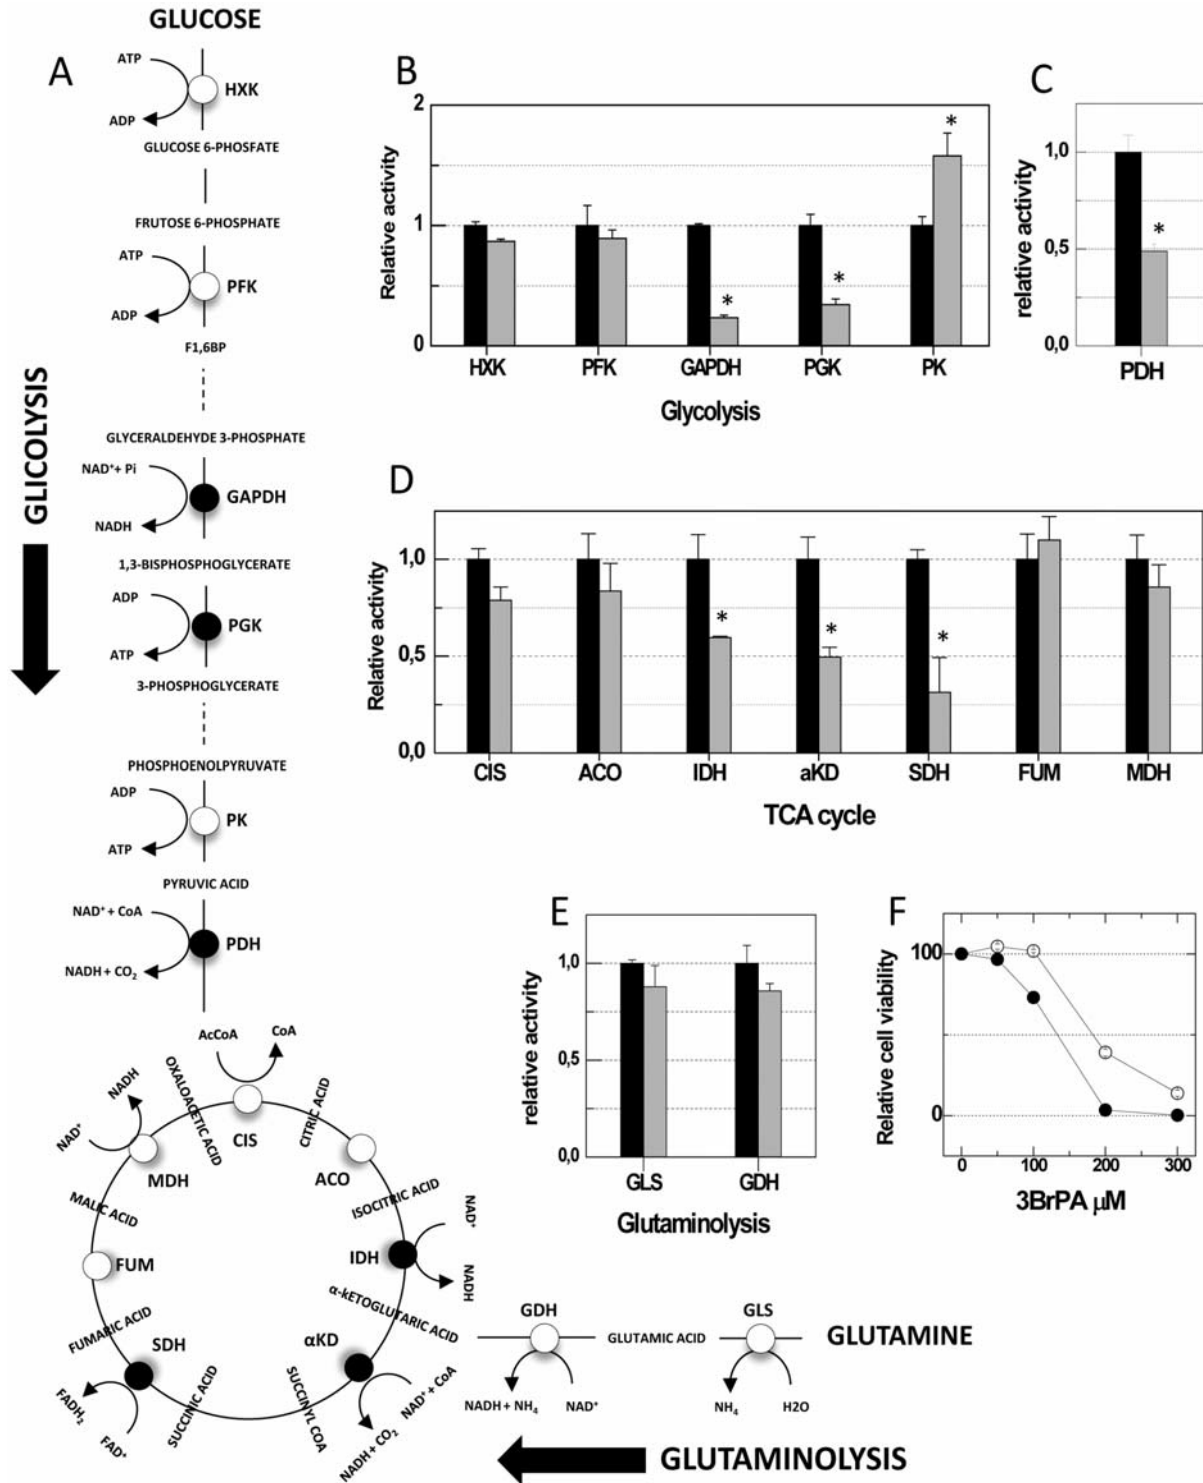 GLUCOSE
A
ATP
HXK
ADP
GLUCOSE 6-PHOSFATE
FRUTOSE 6-PHOSPHATE
ATP
PFK
ADP
F1,6BP
GLICOLYSIS
GLYCERALDEHYDE 3-PHOSPHATE
NAD⁺+ Pi
GAPDH
NADH
1,3-BISPHOSPHOGLYCERATE
ADP
PGK
ATP
3-PHOSPHOGLYCERATE
PHOSPHOENOLPYRUVATE
ADP
PK
ATP
PYRUVIC ACID
NAD⁺ + CoA
PDH
NADH + CO₂
AcCoA
CoA
OXALOACETIC ACID
CITRIC ACID
NADH
NAD⁺
CIS
MDH
ACO
MALIC ACID
ISOCITRIC ACID
NAD⁺
FUM
IDH
NADH
FUMARIC ACID
α-KETOGLUTARIC ACID
SDH
αKD
FADH₂
FAD⁺
SUCCINIC ACID
SUCCINYL COA
NAD⁺ + CoA
NADH + CO₂
GDH
GLS
GLUTAMIC ACID
GLUTAMINE
NADH + NH₄
NAD⁺
NH₄
H2O
GLUTAMINOLYSIS
B
Relative activity
2
1
0
*
*
*
HXK PFK GAPDH PGK PK
Glycolysis
C
relative activity
1,0
0,5
0,0
*
PDH
D
Relative activity
1,0
0,5
0,0
*
*
*
CIS ACO IDH aKD SDH FUM MDH
TCA cycle
E
relative activity
1,0
0,5
0,0
GLS GDH
Glutaminolysis
F
Relative cell viability
100
0
0 100 200 300
3BrPA µM